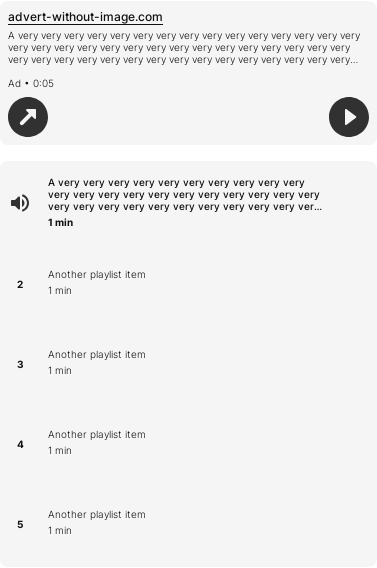 advert-without-image.com
A very very very very very very very very very very very very very very very
very very very very very very very very very very very very very very very
very very very very very very very very very very very very very very very...
Ad • 0:05
A very very very very very very very very very very
very very very very very very very very very very very
very very very very very very very very very very ver...
1 min
2
Another playlist item
1 min
3
Another playlist item
1 min
4
Another playlist item
1 min
5
Another playlist item
1 min